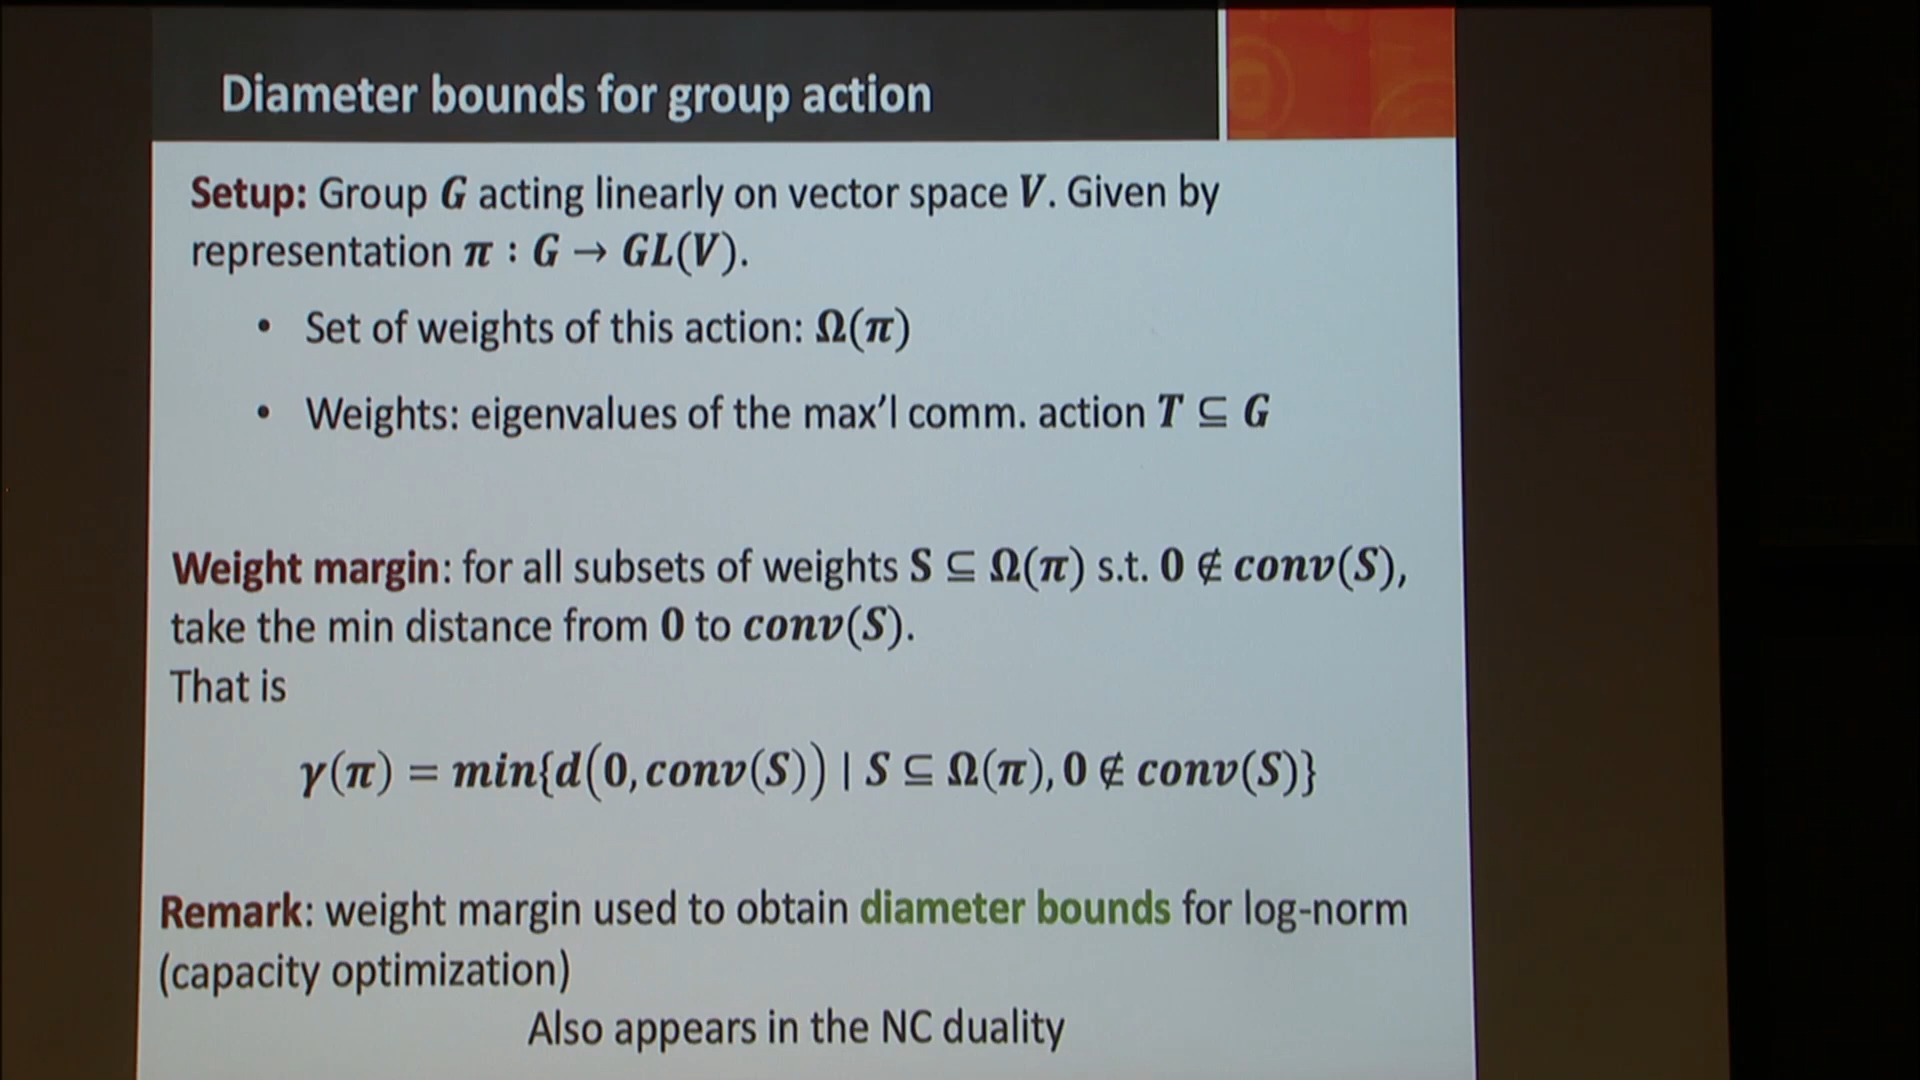 Diameter bounds for group action
Setup: Group G acting linearly on vector space V. Given by
representation π : G → GL(V).
• Set of weights of this action: Ω(π)
• Weights: eigenvalues of the max'l comm. action T ⊆ G
Weight margin: for all subsets of weights S ⊆ Ω(π) s.t. 0 ∉ conv(S),
take the min distance from 0 to conv(S).
That is
γ(π) = min{d(0, conv(S)) | S ⊆ Ω(π), 0 ∉ conv(S)}
Remark: weight margin used to obtain diameter bounds for log-norm
(capacity optimization)
Also appears in the NC duality